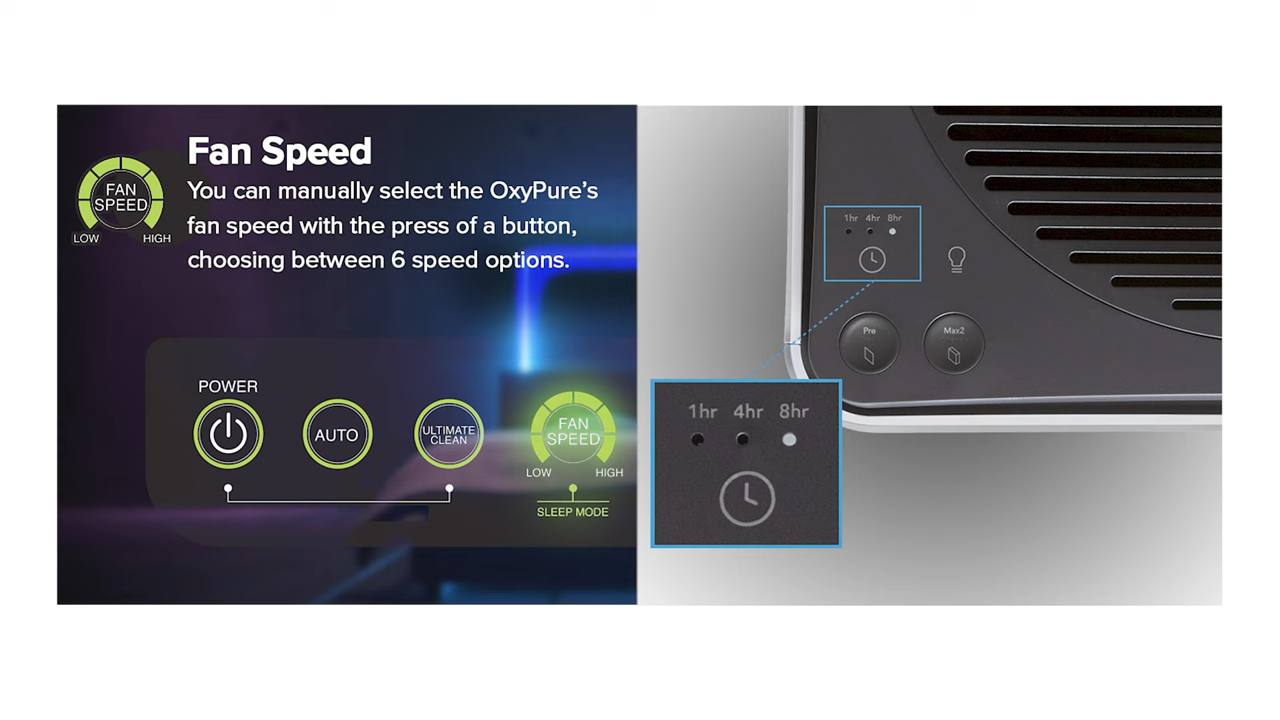 Fan Speed
You can manually select the OxyPure's
fan speed with the press of a button,
choosing between 6 speed options.
FAN
SPEED
LOW HIGH
POWER
AUTO
ULTIMATE
CLEAN
FAN
SPEED
LOW HIGH
SLEEP MODE
1hr 4hr 8hr
Pre Max2
1hr 4hr 8hr